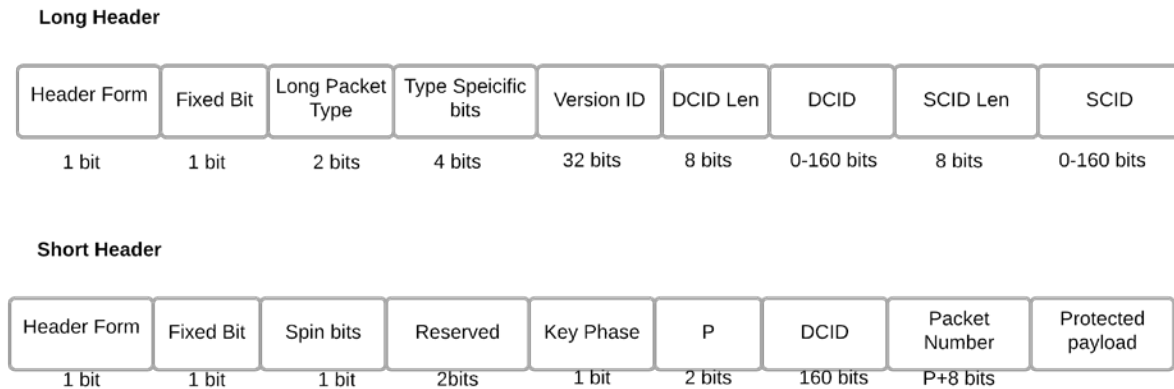 Long Header
Header Form
Fixed Bit
Long Packet
Type
Type Speicific
bits
Version ID
DCID Len
DCID
SCID Len
SCID
1 bit
1 bit
2 bits
4 bits
32 bits
8 bits
0-160 bits
8 bits
0-160 bits
Short Header
Header Form
Fixed Bit
Spin bits
Reserved
Key Phase
P
DCID
Packet
Number
Protected
payload
1 bit
1 bit
1 bit
2bits
1 bit
2 bits
160 bits
P+8 bits